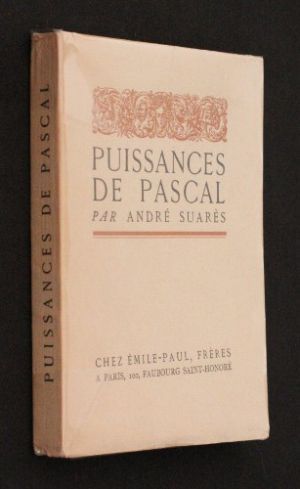 PUISSANCES DE PASCAL
PUISSANCES
DE PASCAL
PAR ANDRÉ SUARÈS
CHEZ ÉMILE-PAUL, FRÈRES
A PARIS, 100, FAUBOURG SAINT-HONORÉ